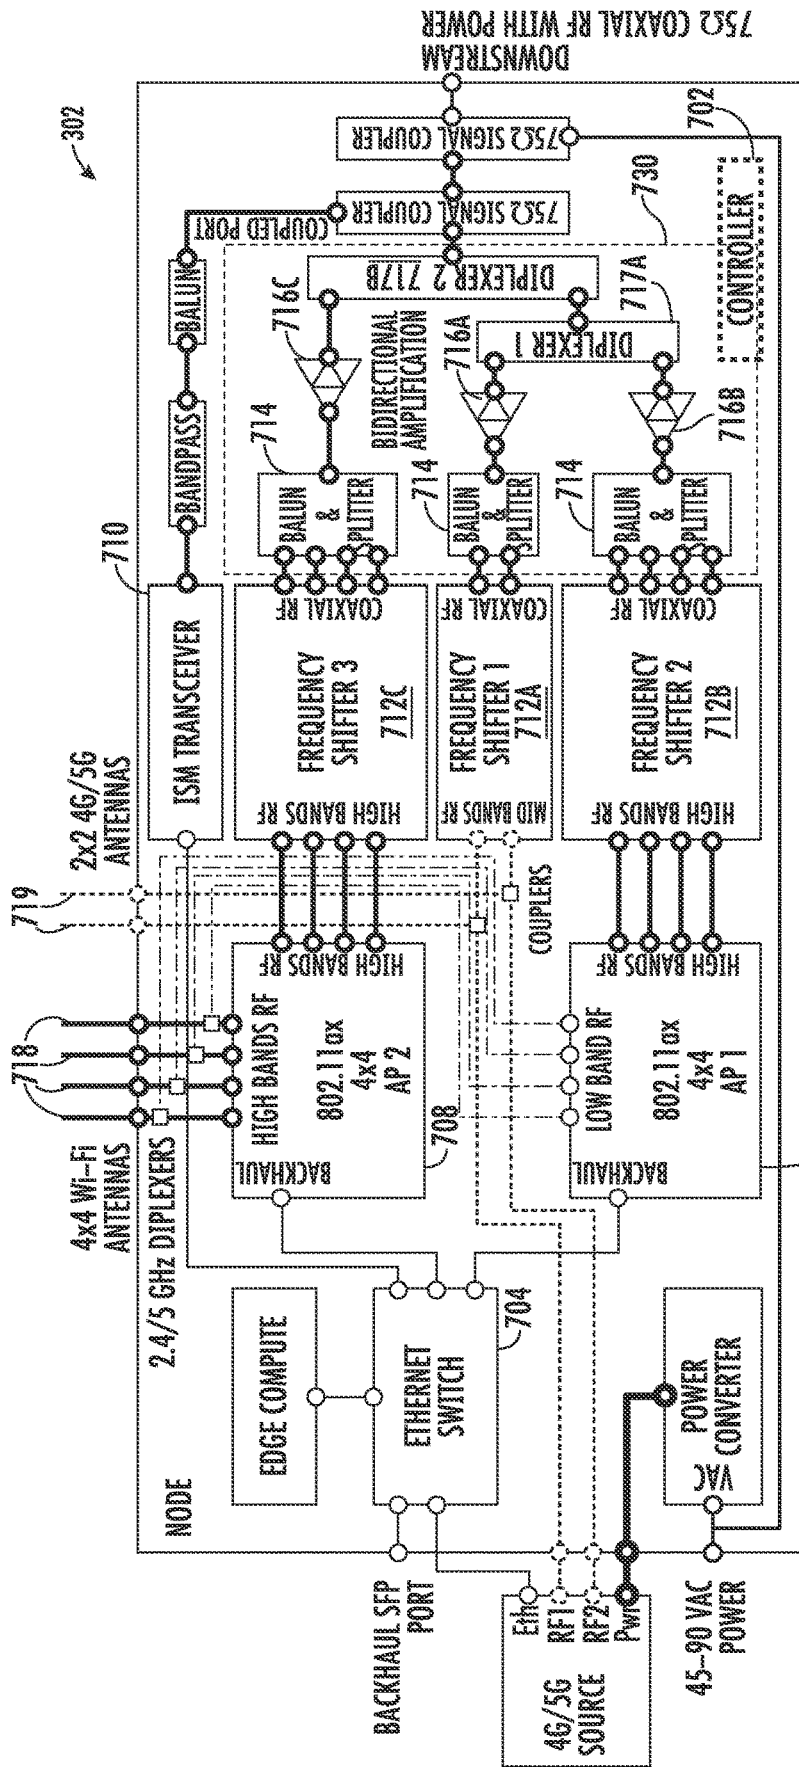 302
NODE
EDGE COMPUTE
ETHERNET
SWITCH
704
BACKHAUL SFP
PORT
4G/5G
SOURCE
Eth
RF1
RF2
Pwr
45-90 VAC
POWER
VAC
POWER
CONVERTER
4x4 Wi-Fi
ANTENNAS
2.4/5 GHz DIPLEXERS
718
719
2x2 4G/5G
ANTENNAS
BACKHAUL
HIGH BANDS RF
802.11ax
4x4
AP 2
HIGH BANDS RF
708
BACKHAUL
LOW BAND RF
802.11ax
4x4
AP 1
HIGH BANDS RF
COUPLERS
ISM TRANSCEIVER
710
HIGH BANDS RF
FREQUENCY
SHIFTER 3
712C
COAXIAL RF
MID BANDS RF
FREQUENCY
SHIFTER 1
712A
COAXIAL RF
HIGH BANDS RF
FREQUENCY
SHIFTER 2
712B
COAXIAL RF
BANDPASS
BALUN
COUPLED PORT
BALUN
&
SPLITTER
714
BALUN
&
SPLITTER
714
BALUN
&
SPLITTER
714
BIDIRECTIONAL
AMPLIFICATION
716C
716A
716B
DIPLEXER 1
717A
DIPLEXER 2 717B
75Ω SIGNAL COUPLER
75Ω SIGNAL COUPLER
730
CONTROLLER
702
DOWNSTREAM
75Ω COAXIAL RF WITH POWER